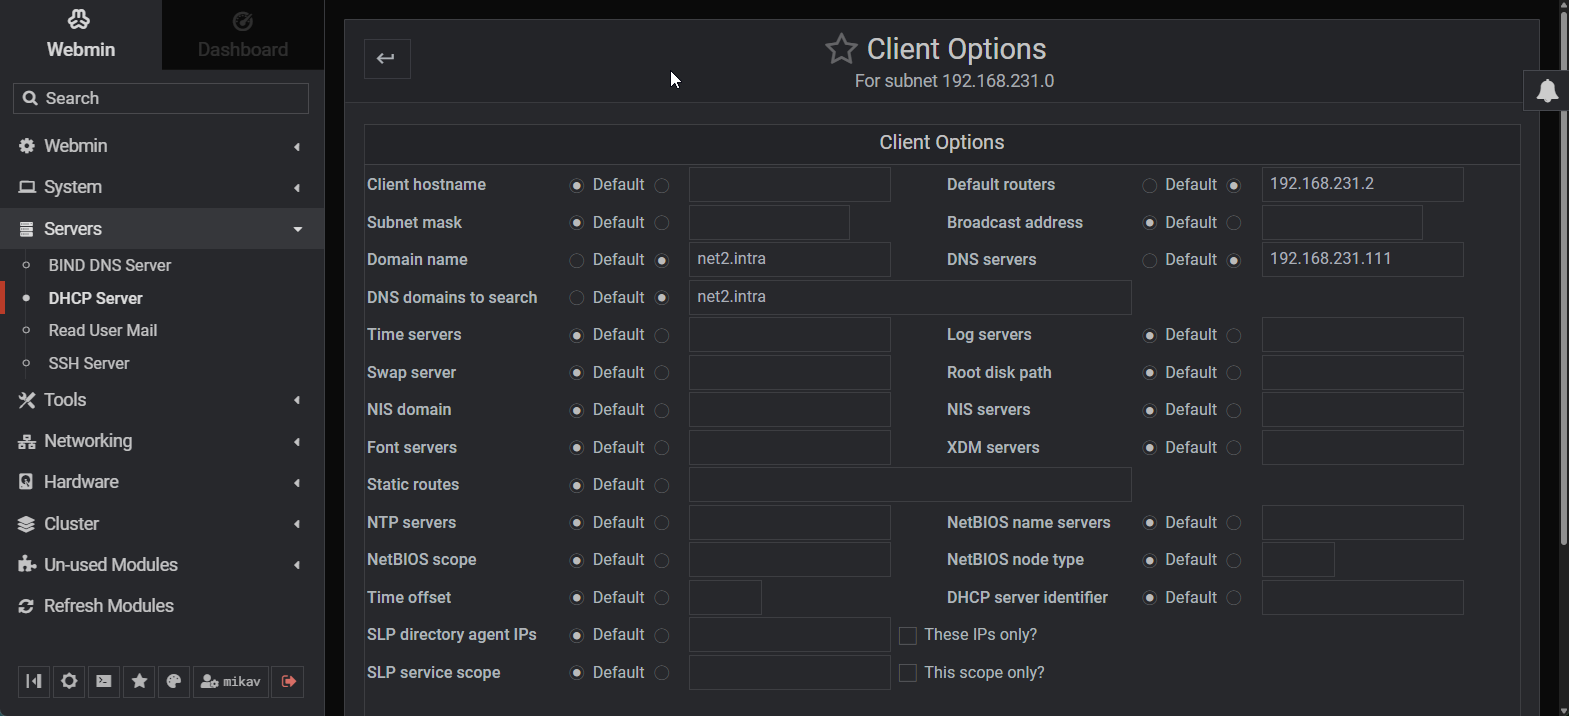 Webmin
Dashboard
Search
Webmin
System
Servers
BIND DNS Server
DHCP Server
Read User Mail
SSH Server
Tools
Networking
Hardware
Cluster
Un-used Modules
Refresh Modules
mikav
Client Options
For subnet 192.168.231.0
Client Options
Client hostname Default Default routers Default 192.168.231.2
Subnet mask Default Broadcast address Default
Domain name Default net2.intra DNS servers Default 192.168.231.111
DNS domains to search Default net2.intra
Time servers Default Log servers Default
Swap server Default Root disk path Default
NIS domain Default NIS servers Default
Font servers Default XDM servers Default
Static routes Default
NTP servers Default NetBIOS name servers Default
NetBIOS scope Default NetBIOS node type Default
Time offset Default DHCP server identifier Default
SLP directory agent IPs Default These IPs only?
SLP service scope Default This scope only?